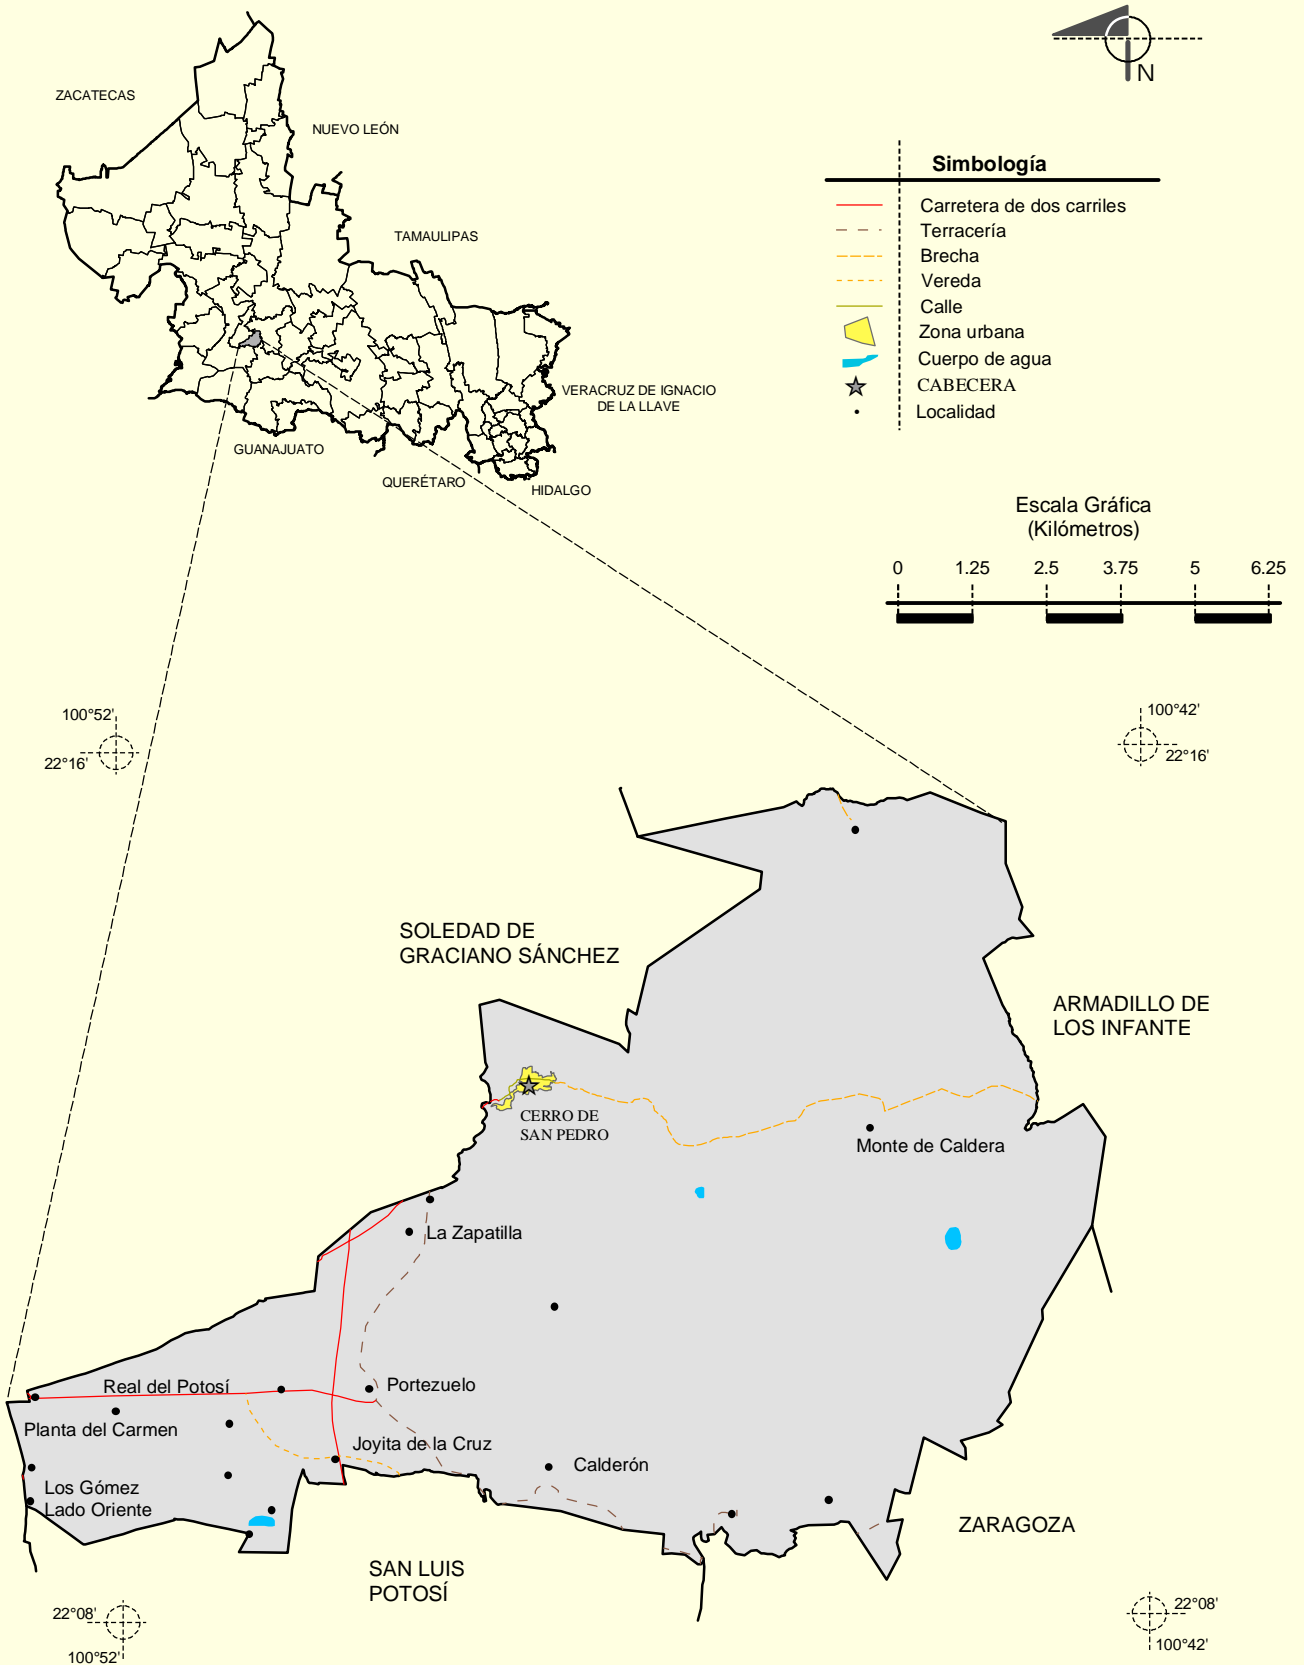 N
ZACATECAS
NUEVO LEÓN
TAMAULIPAS
VERACRUZ DE IGNACIO
DE LA LLAVE
GUANAJUATO
QUERÉTARO
HIDALGO
Simbología
Carretera de dos carriles
Terracería
Brecha
Vereda
Calle
Zona urbana
Cuerpo de agua
CABECERA
Localidad
Escala Gráfica
(Kilómetros)
0 1.25 2.5 3.75 5 6.25
100°52'
22°16'
100°42'
22°16'
SOLEDAD DE
GRACIANO SÁNCHEZ
ARMADILLO DE
LOS INFANTE
CERRO DE
SAN PEDRO
Monte de Caldera
La Zapatilla
Real del Potosí
Portezuelo
Planta del Carmen
Joyita de la Cruz
Calderón
Los Gómez
Lado Oriente
ZARAGOZA
SAN LUIS
POTOSÍ
22°08'
100°52'
22°08'
100°42'